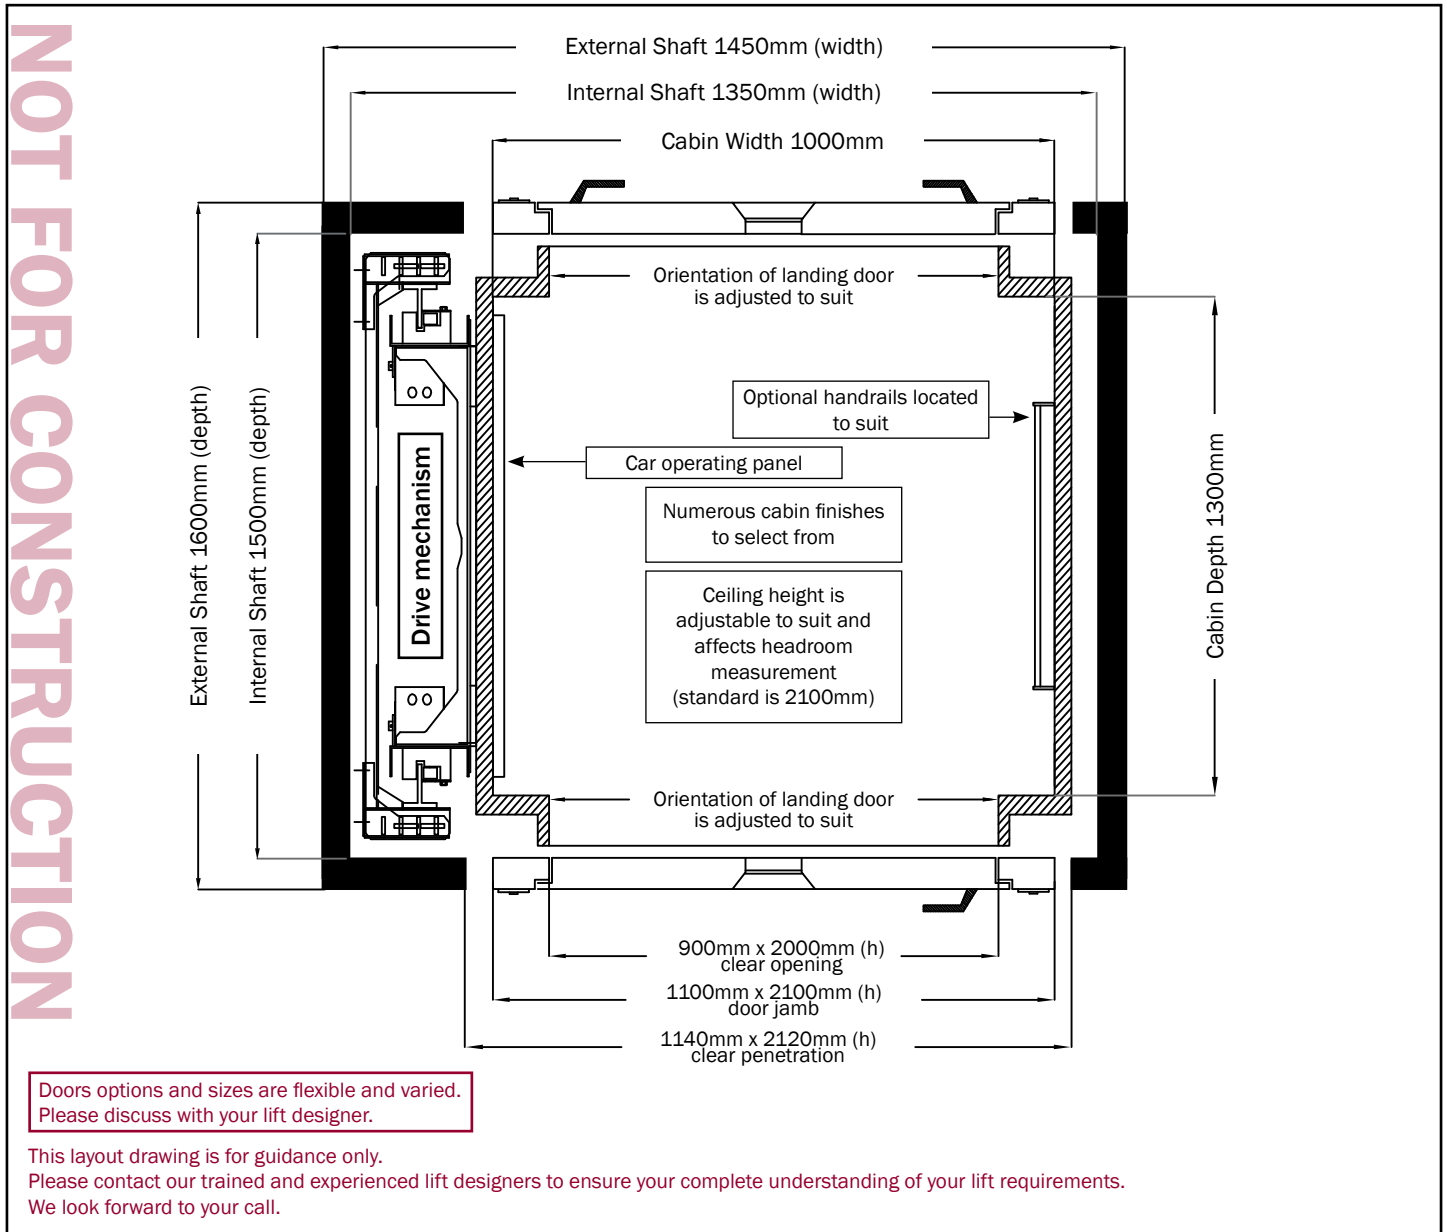 NOT FOR CONSTRUCTION
External Shaft 1450mm (width)
Internal Shaft 1350mm (width)
Cabin Width 1000mm
Orientation of landing door
is adjusted to suit
Optional handrails located
to suit
Car operating panel
Numerous cabin finishes
to select from
Ceiling height is
adjustable to suit and
affects headroom
measurement
(standard is 2100mm)
External Shaft 1600mm (depth)
Internal Shaft 1500mm (depth)
Drive mechanism
Cabin Depth 1300mm
Orientation of landing door
is adjusted to suit
900mm x 2000mm (h)
clear opening
1100mm x 2100mm (h)
door jamb
1140mm x 2120mm (h)
clear penetration
Doors options and sizes are flexible and varied.
Please discuss with your lift designer.
This layout drawing is for guidance only.
Please contact our trained and experienced lift designers to ensure your complete understanding of your lift requirements.
We look forward to your call.